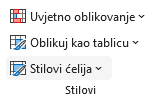 Uvjetno oblikovanje
Oblikuj kao tablicu
Stilovi ćelija
Stilovi